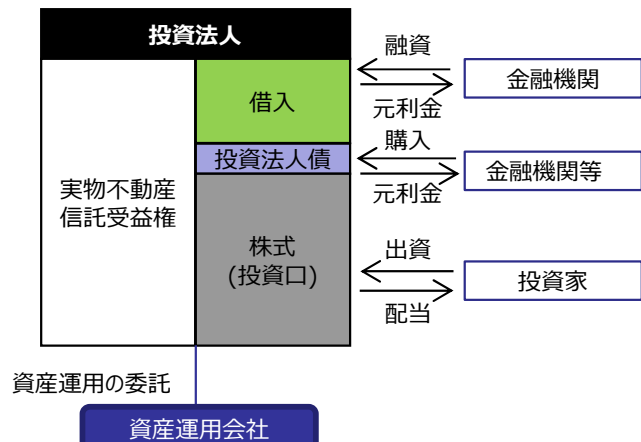 投資法人
実物不動産
信託受益権
借入
投資法人債
株式
(投資口)
融資
元利金
金融機関
購入
元利金
金融機関等
出資
配当
投資家
資産運用の委託
資産運用会社